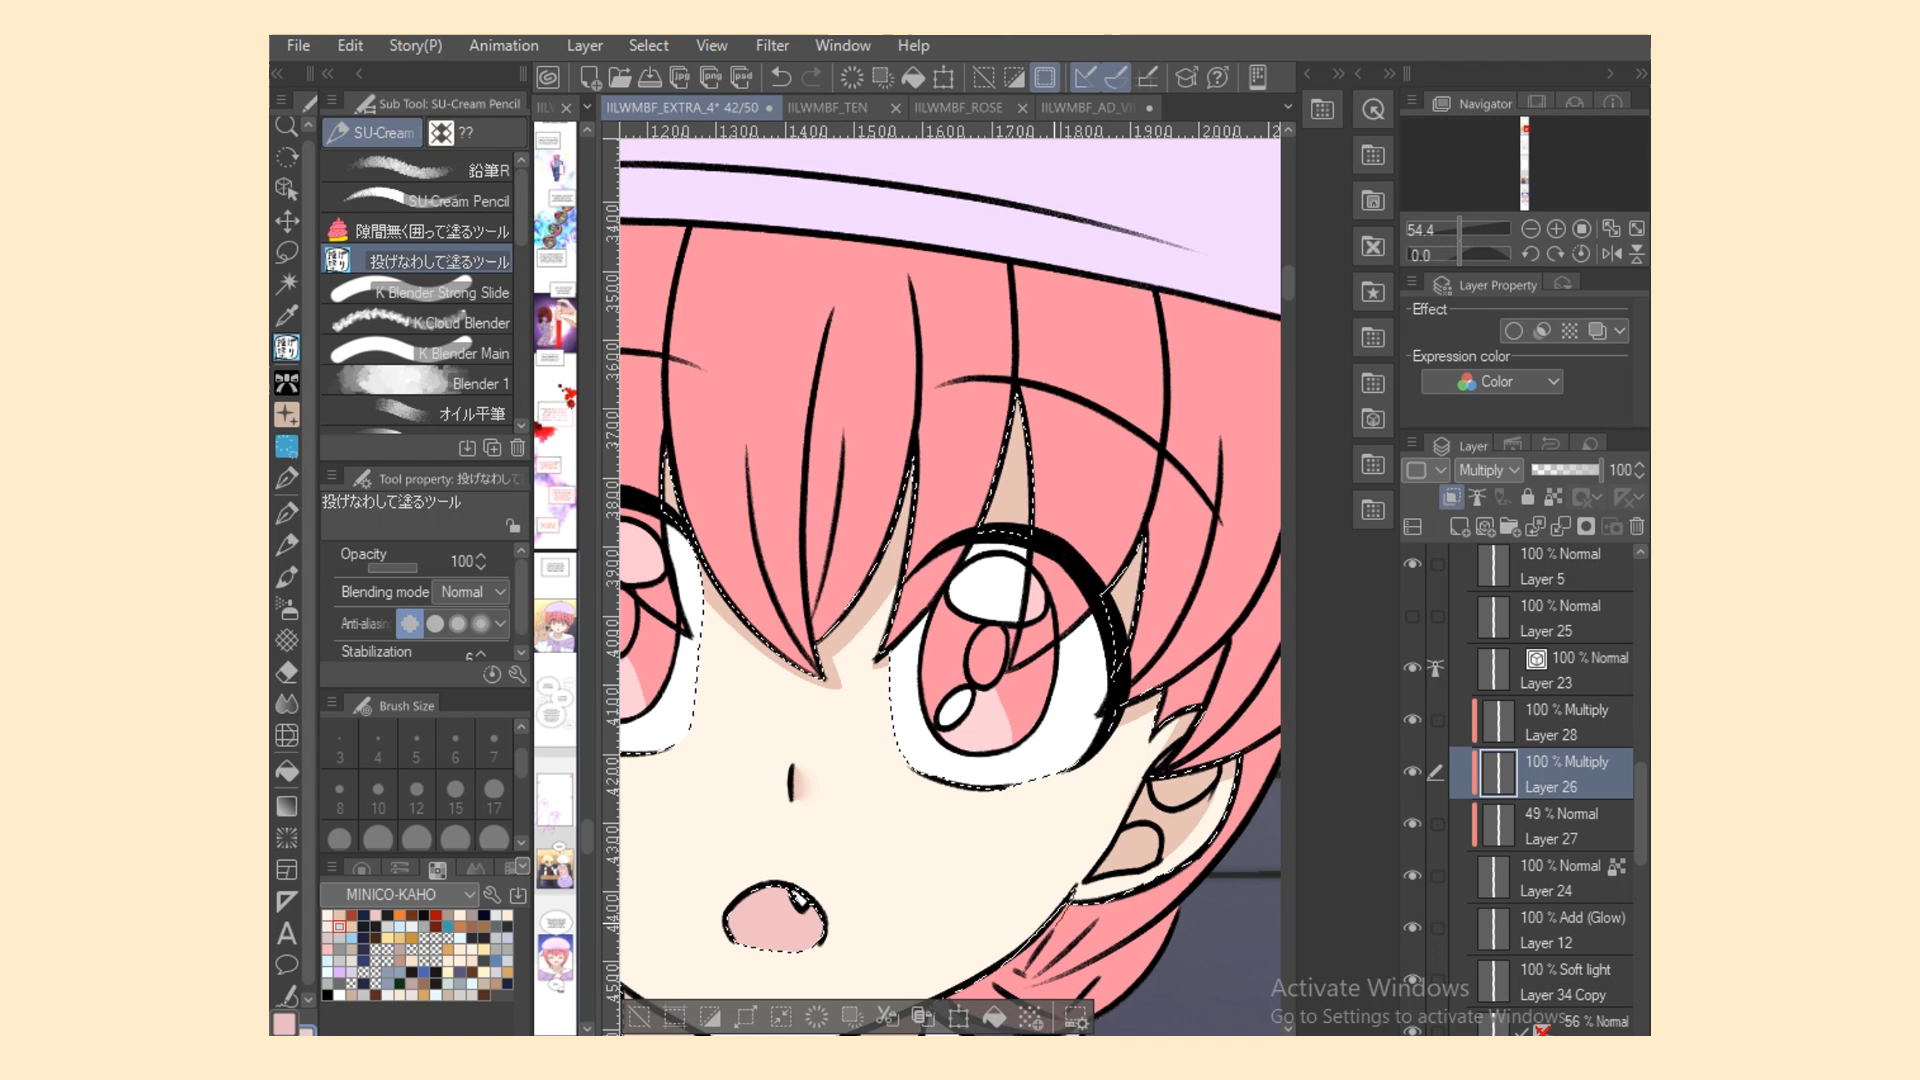 File Edit Story(P) Animation Layer Select View Filter Window Help
Sub Tool: SU-Cream Pencil
SU-Cream
??
鉛筆R
SU-Cream Pencil
隙間無く囲って塗るツール
投げなわして塗るツール
K Blender Strong Slide
K Cloud Blender
K Blender Main
Blender 1
オイル平筆
Tool property: 投げなわして
投げなわして塗るツール
Opacity 100
Blending mode Normal
Anti-aliasin
Stabilization 6
Brush Size
3 4 5 6 7
8 10 12 15 17
MINICO-KAHO
jpg png psd
IILWMBF_EXTRA_4* 42/50
IILWMBF_TEN
IILWMBF_ROSE
IILWMBF_AD_VI
1200 1300 1400 1500 1600 1700 1800 1900 2000
3400
3500
3600
3700
3800
3900
4000
4100
4200
4300
4400
4500
Navigator
54.4
0.0
Layer Property
Effect
Expression color
Color
Layer
Multiply 100
100 % Normal
Layer 5
100 % Normal
Layer 25
100 % Normal
Layer 23
100 % Multiply
Layer 28
100 % Multiply
Layer 26
49 % Normal
Layer 27
100 % Normal
Layer 24
100 % Add (Glow)
Layer 12
100 % Soft light
Layer 34 Copy
56 % Normal
Activate Windows
Go to Settings to activate Windows.